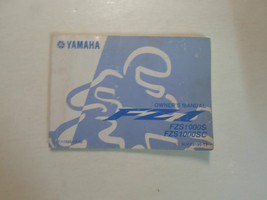 YAMAHA
OWNER'S MANUAL
FZ1
FZS1000S
FZS1000SC